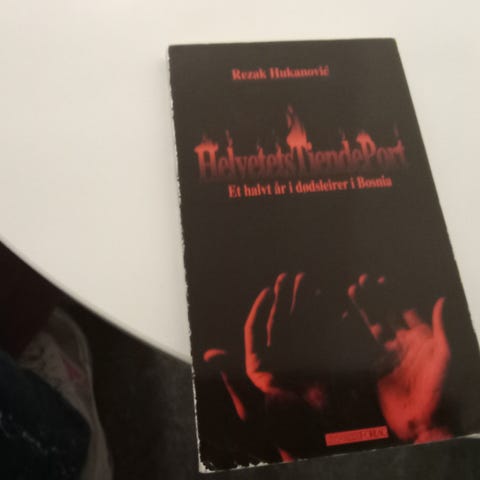 Rezak Hukanović
HelvetetsTiendePort
Et halvt år i dødsleirer i Bosnia